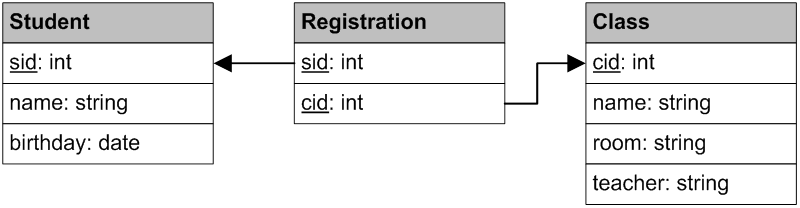 Student
sid: int
name: string
birthday: date
Registration
sid: int
cid: int
Class
cid: int
name: string
room: string
teacher: string